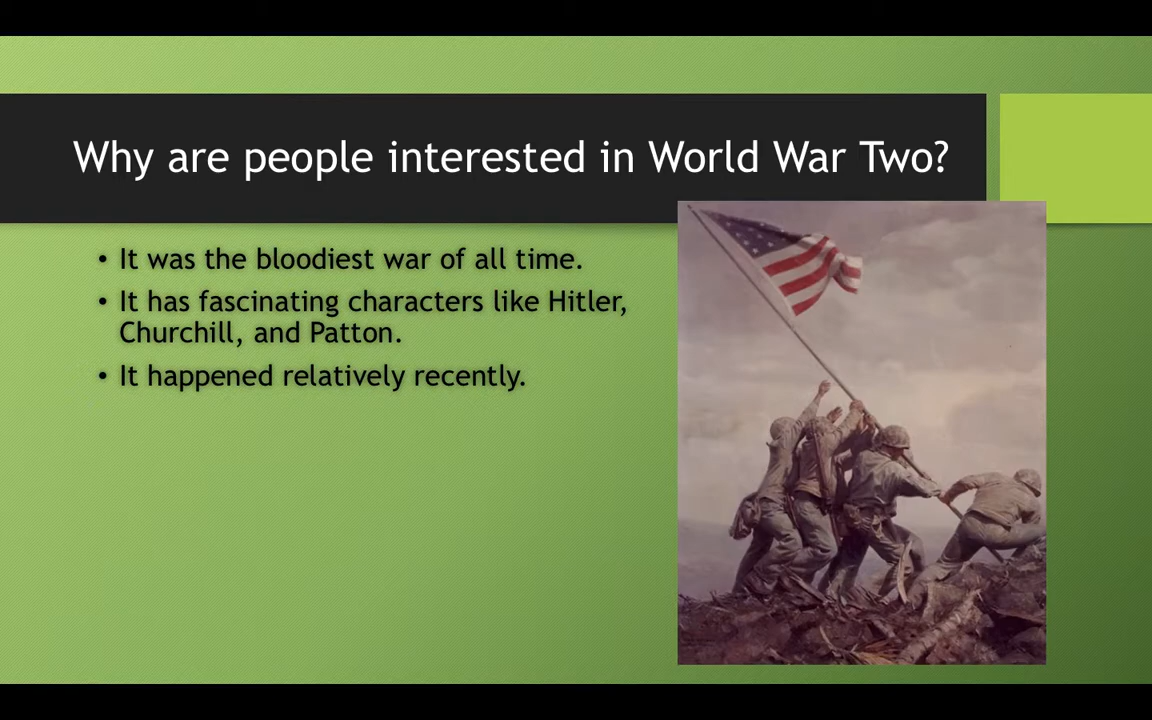 Why are people interested in World War Two?
• It was the bloodiest war of all time.
• It has fascinating characters like Hitler,
Churchill, and Patton.
• It happened relatively recently.